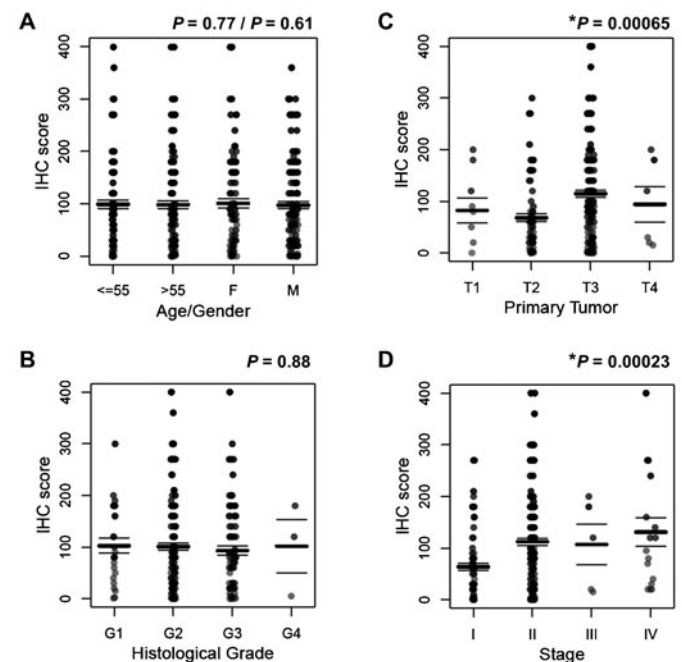 A
P = 0.77 / P = 0.61
IHC score
400
300
200
100
0
<=55 >55 F M
Age/Gender
C
*P = 0.00065
IHC score
400
300
200
100
0
T1 T2 T3 T4
Primary Tumor
B
P = 0.88
IHC score
400
300
200
100
0
G1 G2 G3 G4
Histological Grade
D
*P = 0.00023
IHC score
400
300
200
100
0
I II III IV
Stage